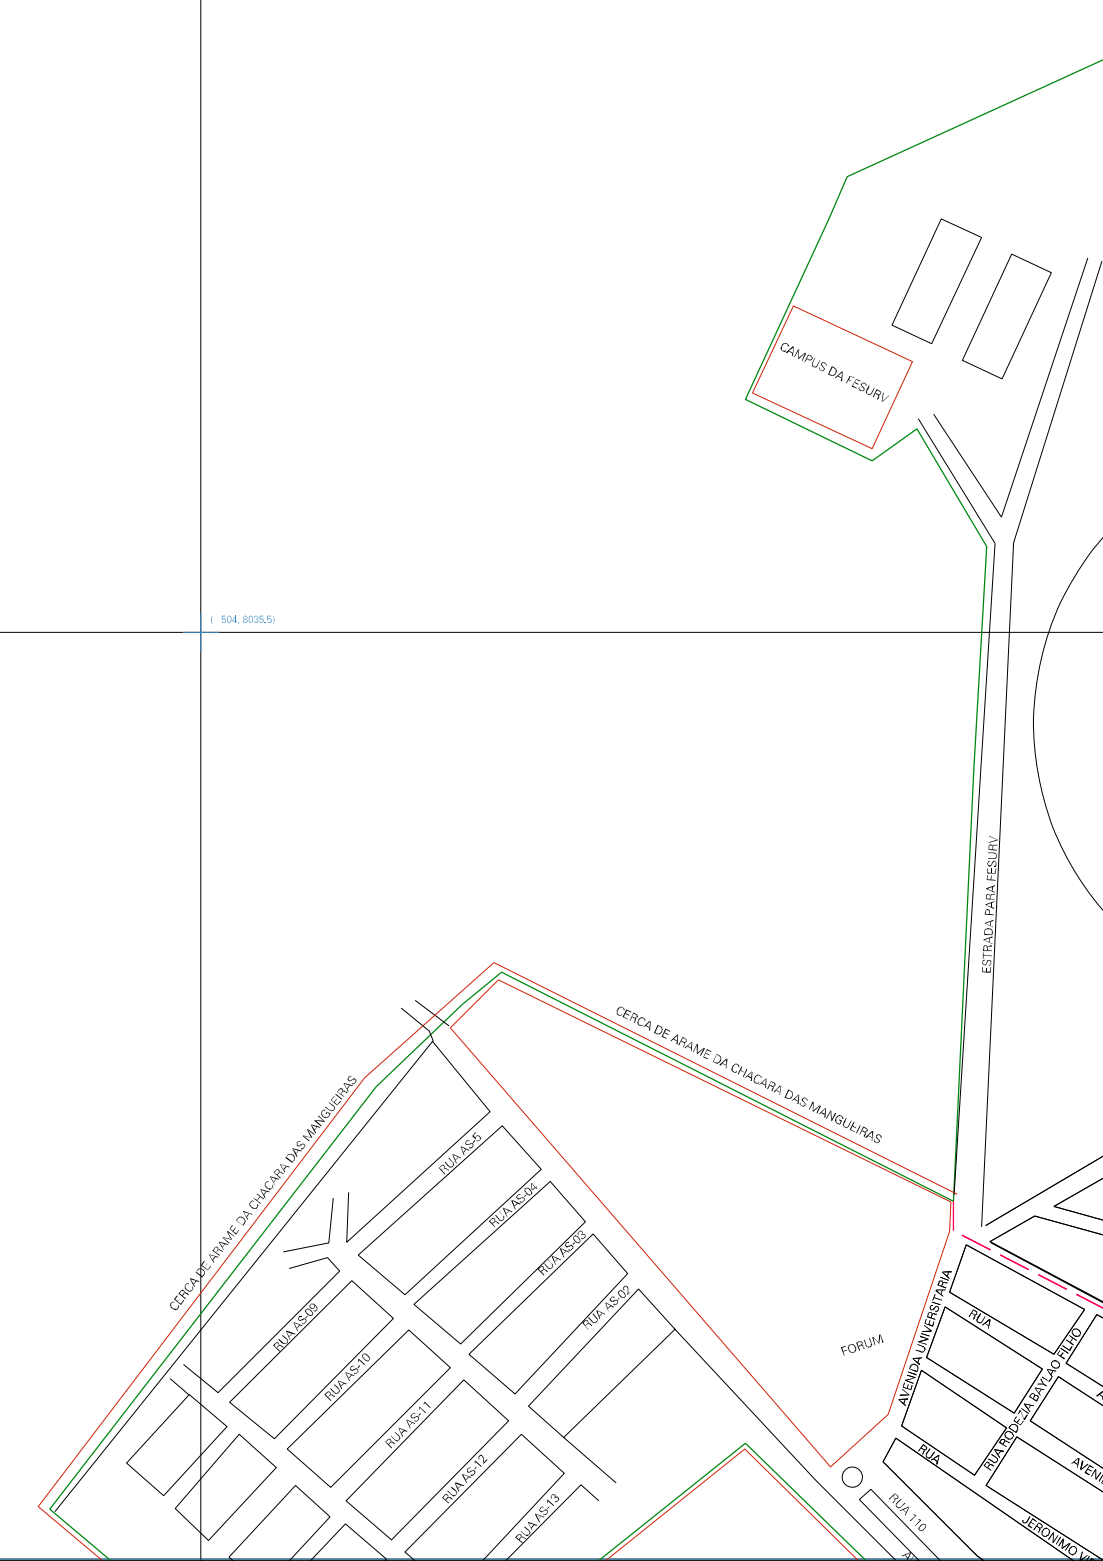 CAMPUS DA FESURV
( 504, 8035.5)
ESTRADA PARA FESURV
CERCA DE ARAME DA CHACARA DAS MANGUEIRAS
CERCA DE ARAME DA CHACARA DAS MANGUEIRAS
RUA AS-5
RUA AS-04
RUA AS-03
RUA AS-02
RUA AS-09
RUA AS-10
RUA AS-11
RUA AS-12
RUA AS-13
FORUM
AVENIDA UNIVERSITARIA
RUA
RUA RODEZIA BAYLAO FILHO
RUA
RUA 110
JERONIMO